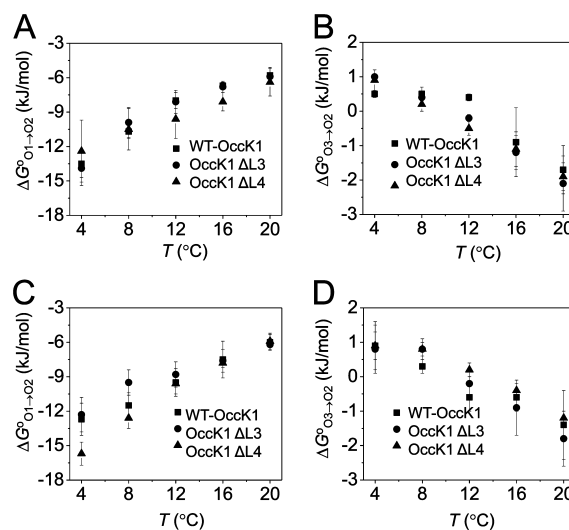 A
ΔG°O1→O2 (kJ/mol)
-3
-6
-9
-12
-15
-18
WT-OccK1
OccK1 ΔL3
OccK1 ΔL4
4 8 12 16 20
T (°C)
B
ΔG°O3→O2 (kJ/mol)
2
1
0
-1
-2
-3
WT-OccK1
OccK1 ΔL3
OccK1 ΔL4
4 8 12 16 20
T (°C)
C
ΔG°O1→O2 (kJ/mol)
-3
-6
-9
-12
-15
-18
WT-OccK1
OccK1 ΔL3
OccK1 ΔL4
4 8 12 16 20
T (°C)
D
ΔG°O3→O2 (kJ/mol)
2
1
0
-1
-2
-3
WT-OccK1
OccK1 ΔL3
OccK1 ΔL4
4 8 12 16 20
T (°C)